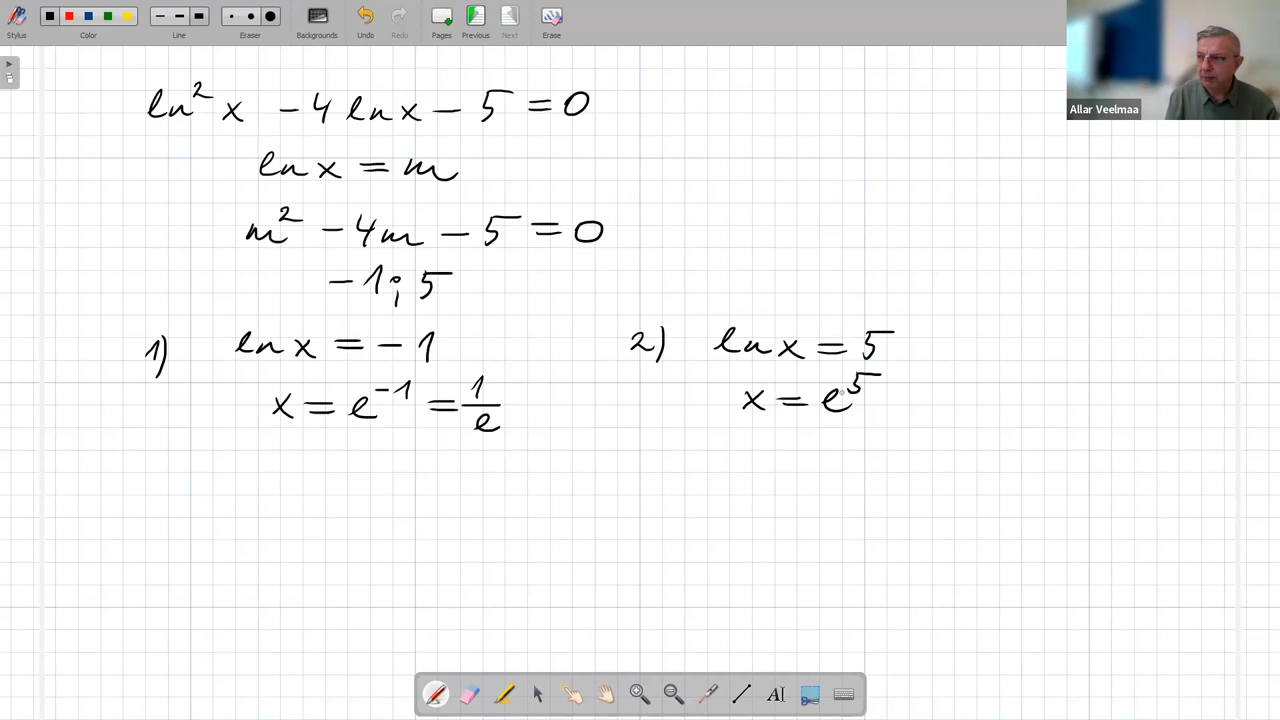 Stylus Color Line Eraser Backgrounds Undo Redo Pages Previous Next Erase
Allar Veelmaa
ln² x - 4 ln x - 5 = 0
ln x = m
m² - 4m - 5 = 0
-1; 5
1) ln x = -1
x = e⁻¹ = 1/e
2) ln x = 5
x = e⁵
AI